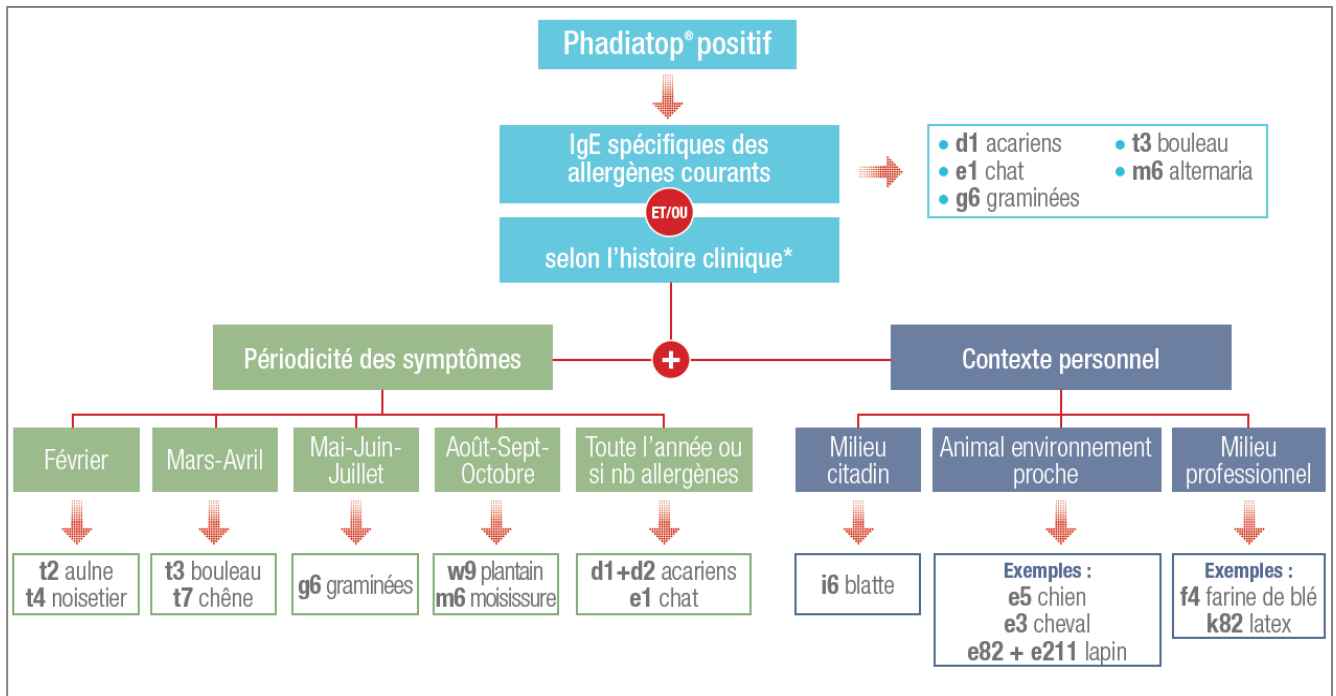 Phadiatop® positif
IgE spécifiques des
allergènes courants
• d1 acariens
• e1 chat
• g6 graminées
• t3 bouleau
• m6 alternaria
ET/OU
selon l'histoire clinique*
Périodicité des symptômes
+
Contexte personnel
Février
Mars-Avril
Mai-Juin-
Juillet
Août-Sept-
Octobre
Toute l'année ou
si nb allergènes
Milieu
citadin
Animal environnement
proche
Milieu
professionnel
t2 aulne
t4 noisetier
t3 bouleau
t7 chêne
g6 graminées
w9 plantain
m6 moisissure
d1+d2 acariens
e1 chat
i6 blatte
Exemples :
e5 chien
e3 cheval
e82 + e211 lapin
Exemples :
f4 farine de blé
k82 latex